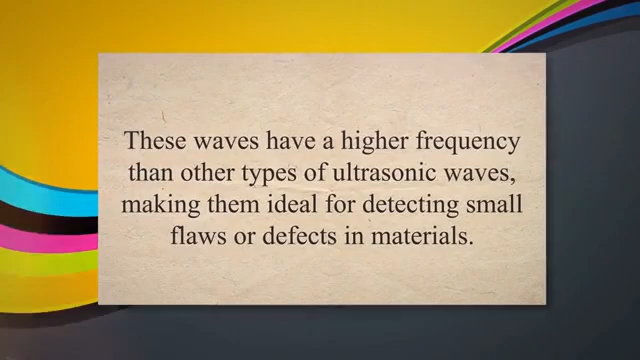 These waves have a higher frequency
than other types of ultrasonic waves,
making them ideal for detecting small
flaws or defects in materials.